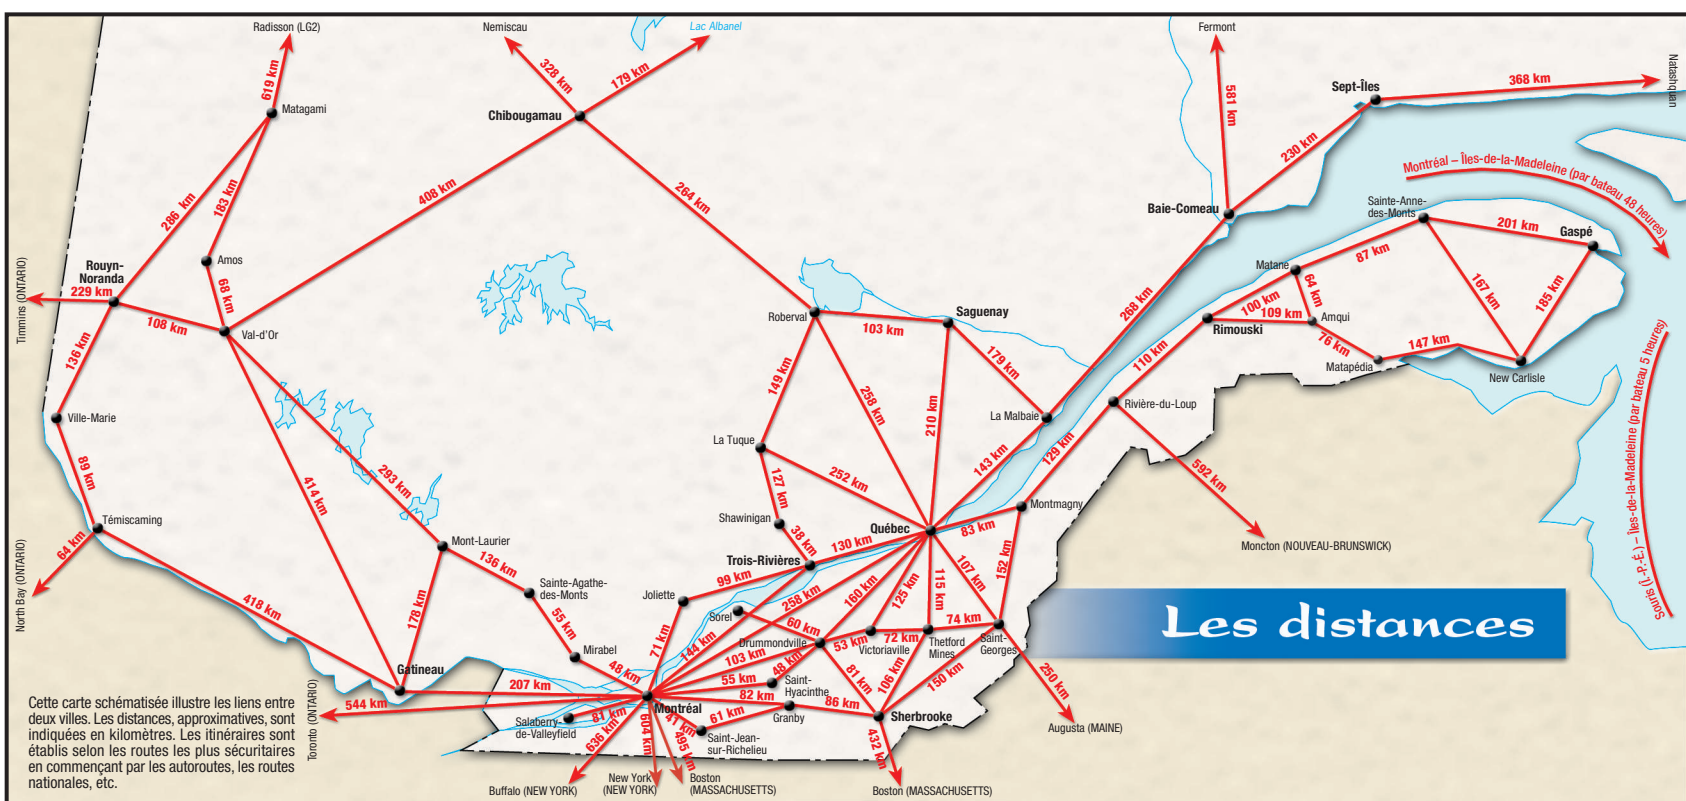 Radisson (LG2)
Nemiscau
Lac Albanel
Fermont
Natashquan
619 km
328 km
179 km
581 km
368 km
Matagami
Chibougamau
Sept-Îles
230 km
286 km
183 km
408 km
264 km
Montréal – Îles-de-la-Madeleine (par bateau 48 heures)
Baie-Comeau
Sainte-Anne-
des-Monts
201 km
Gaspé
Amos
Rouyn-
Noranda
229 km
Timmins (ONTARIO)
68 km
108 km
Val-d'Or
Matane
87 km
64 km
167 km
185 km
268 km
100 km
109 km
Rimouski
Amqui
76 km
147 km
Matapédia
New Carlisle
Roberval
103 km
Saguenay
179 km
110 km
136 km
149 km
258 km
210 km
Ville-Marie
La Malbaie
Rivière-du-Loup
Souris (Î.-P.-É.) – Îles-de-la-Madeleine (par bateau 5 heures)
La Tuque
89 km
414 km
293 km
252 km
143 km
129 km
592 km
127 km
Témiscaming
Shawinigan
38 km
Québec
83 km
Montmagny
64 km
North Bay (ONTARIO)
Mont-Laurier
136 km
Trois-Rivières
130 km
107 km
152 km
Moncton (NOUVEAU-BRUNSWICK)
Sainte-Agathe-
des-Monts
99 km
Joliette
Sorel
258 km
160 km
125 km
115 km
418 km
178 km
55 km
71 km
144 km
60 km
74 km
Les distances
Drummondville
53 km
72 km
Victoriaville
Thetford
Mines
Saint-
Georges
Mirabel
48 km
103 km
48 km
81 km
106 km
150 km
250 km
Gatineau
207 km
55 km
Saint-
Hyacinthe
82 km
Granby
86 km
Sherbrooke
544 km
Toronto (ONTARIO)
Montréal
81 km
Salaberry-
de-Valleyfield
41 km
61 km
Saint-Jean-
sur-Richelieu
636 km
604 km
495 km
432 km
Augusta (MAINE)
Buffalo (NEW YORK)
New York
(NEW YORK)
Boston
(MASSACHUSETTS)
Boston (MASSACHUSETTS)
Cette carte schématisée illustre les liens entre
deux villes. Les distances, approximatives, sont
indiquées en kilomètres. Les itinéraires sont
établis selon les routes les plus sécuritaires
en commençant par les autoroutes, les routes
nationales, etc.